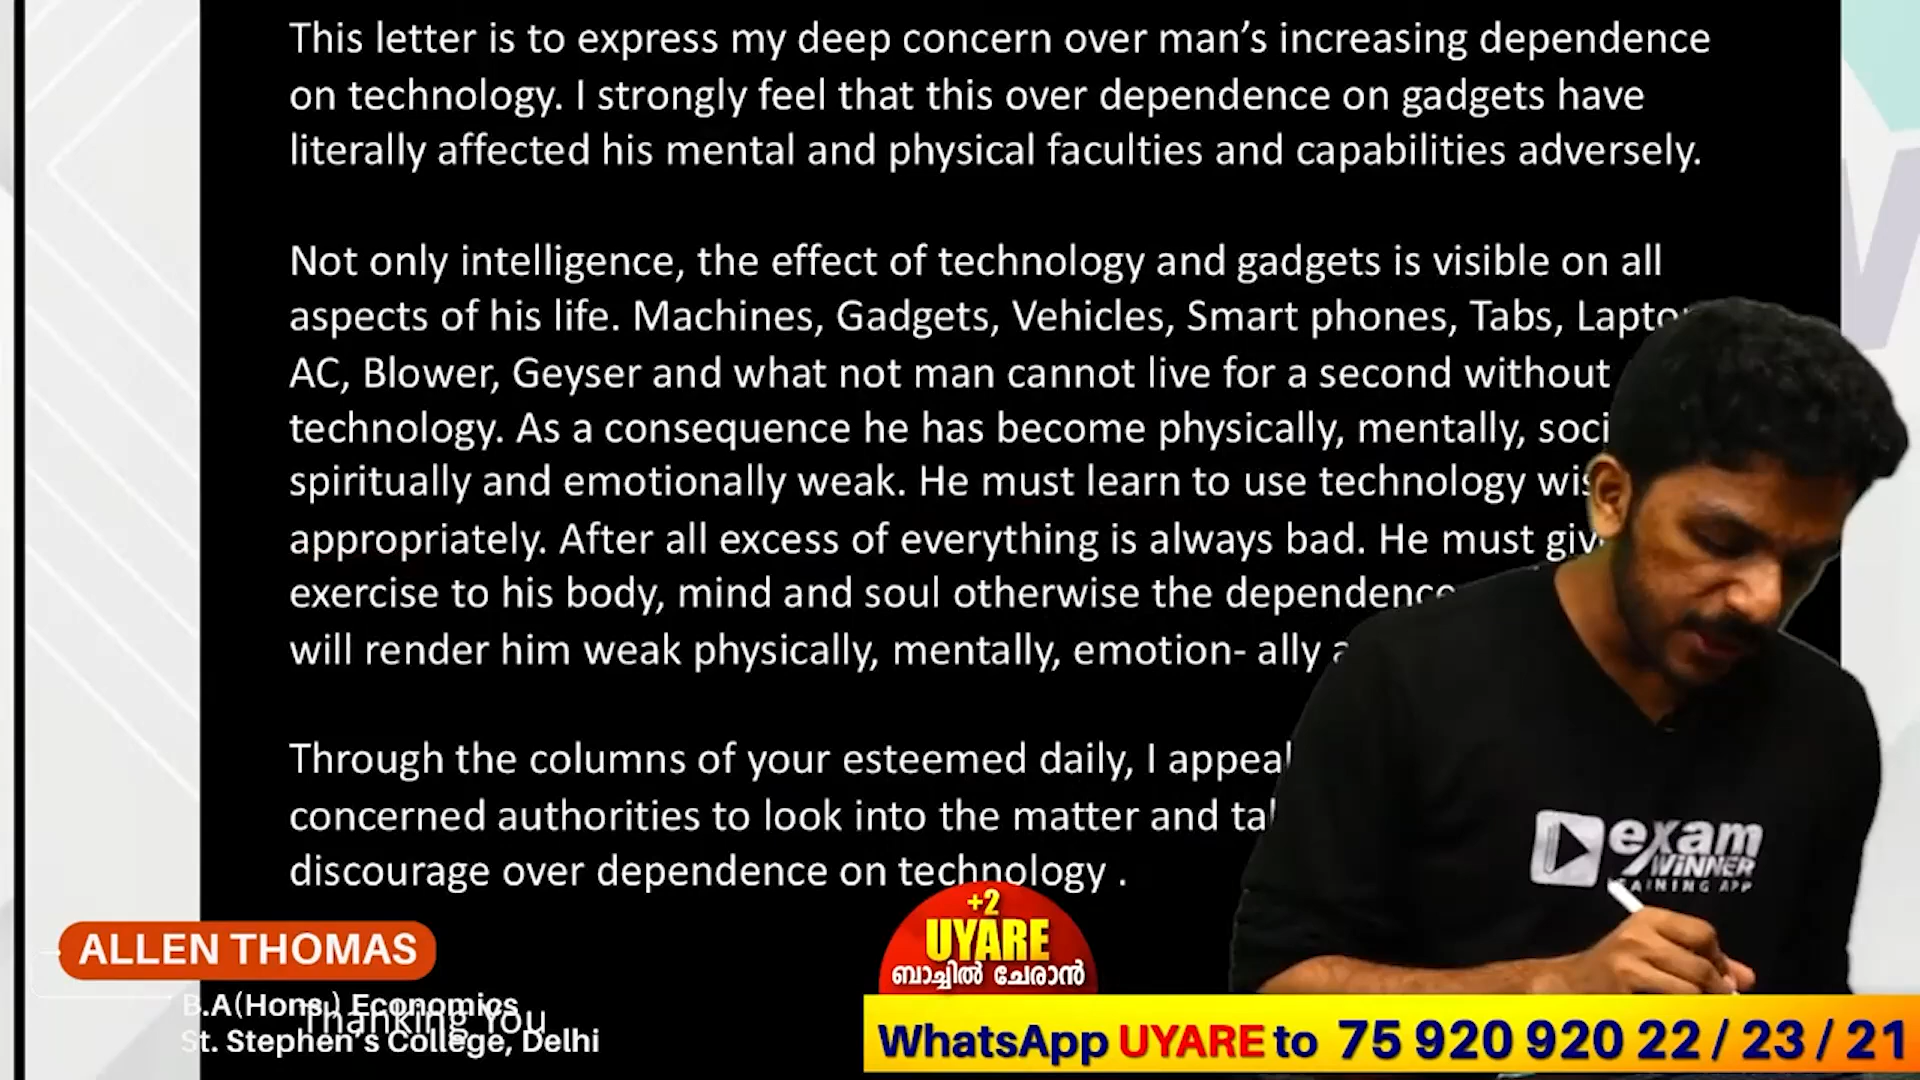 This letter is to express my deep concern over man's increasing dependence
on technology. I strongly feel that this over dependence on gadgets have
literally affected his mental and physical faculties and capabilities adversely.
Not only intelligence, the effect of technology and gadgets is visible on all
aspects of his life. Machines, Gadgets, Vehicles, Smart phones, Tabs,
AC, Blower, Geyser and what not man cannot live for a second without
technology. As a consequence he has become physically, mentally,
spiritually and emotionally weak. He must learn to use technology
appropriately. After all excess of everything is always bad. He must
exercise to his body, mind and soul otherwise the dependence
will render him weak physically, mentally, emotion- ally
Through the columns of your esteemed daily, I appeal
concerned authorities to look into the matter and
discourage over dependence on technology .
Thanking You
ALLEN THOMAS
B.A(Hons.) Economics
St. Stephen's College, Delhi
exam
WiNNER
LEARNING APP
+2
UYARE
ബാച്ചിൽ ചേരാൻ
WhatsApp UYARE to 75 920 920 22 / 23 / 21